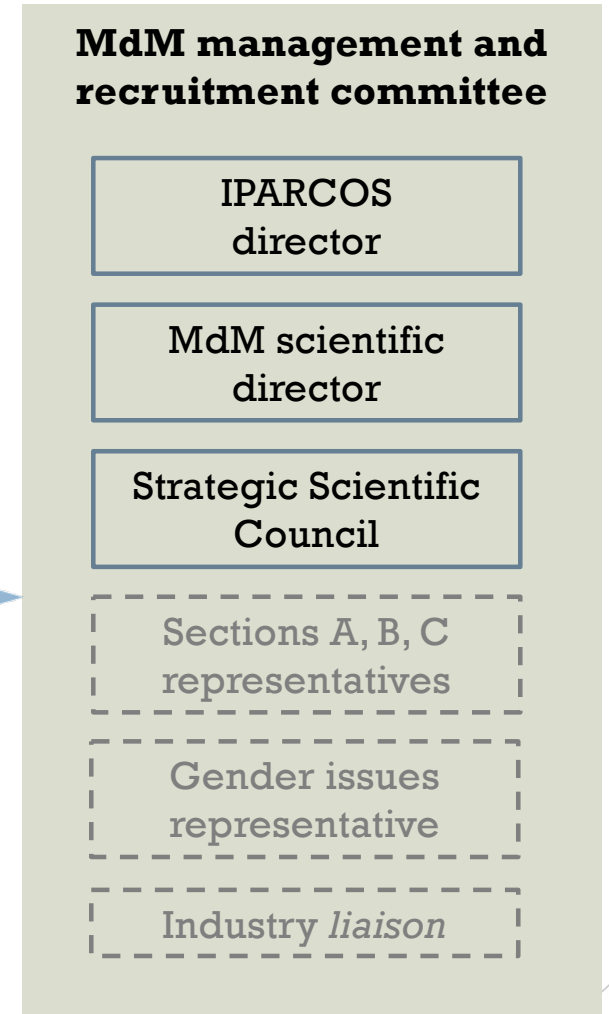 MdM management and
recruitment committee
IPARCOS
director
MdM scientific
director
Strategic Scientific
Council
Sections A, B, C
representatives
Gender issues
representative
Industry liaison